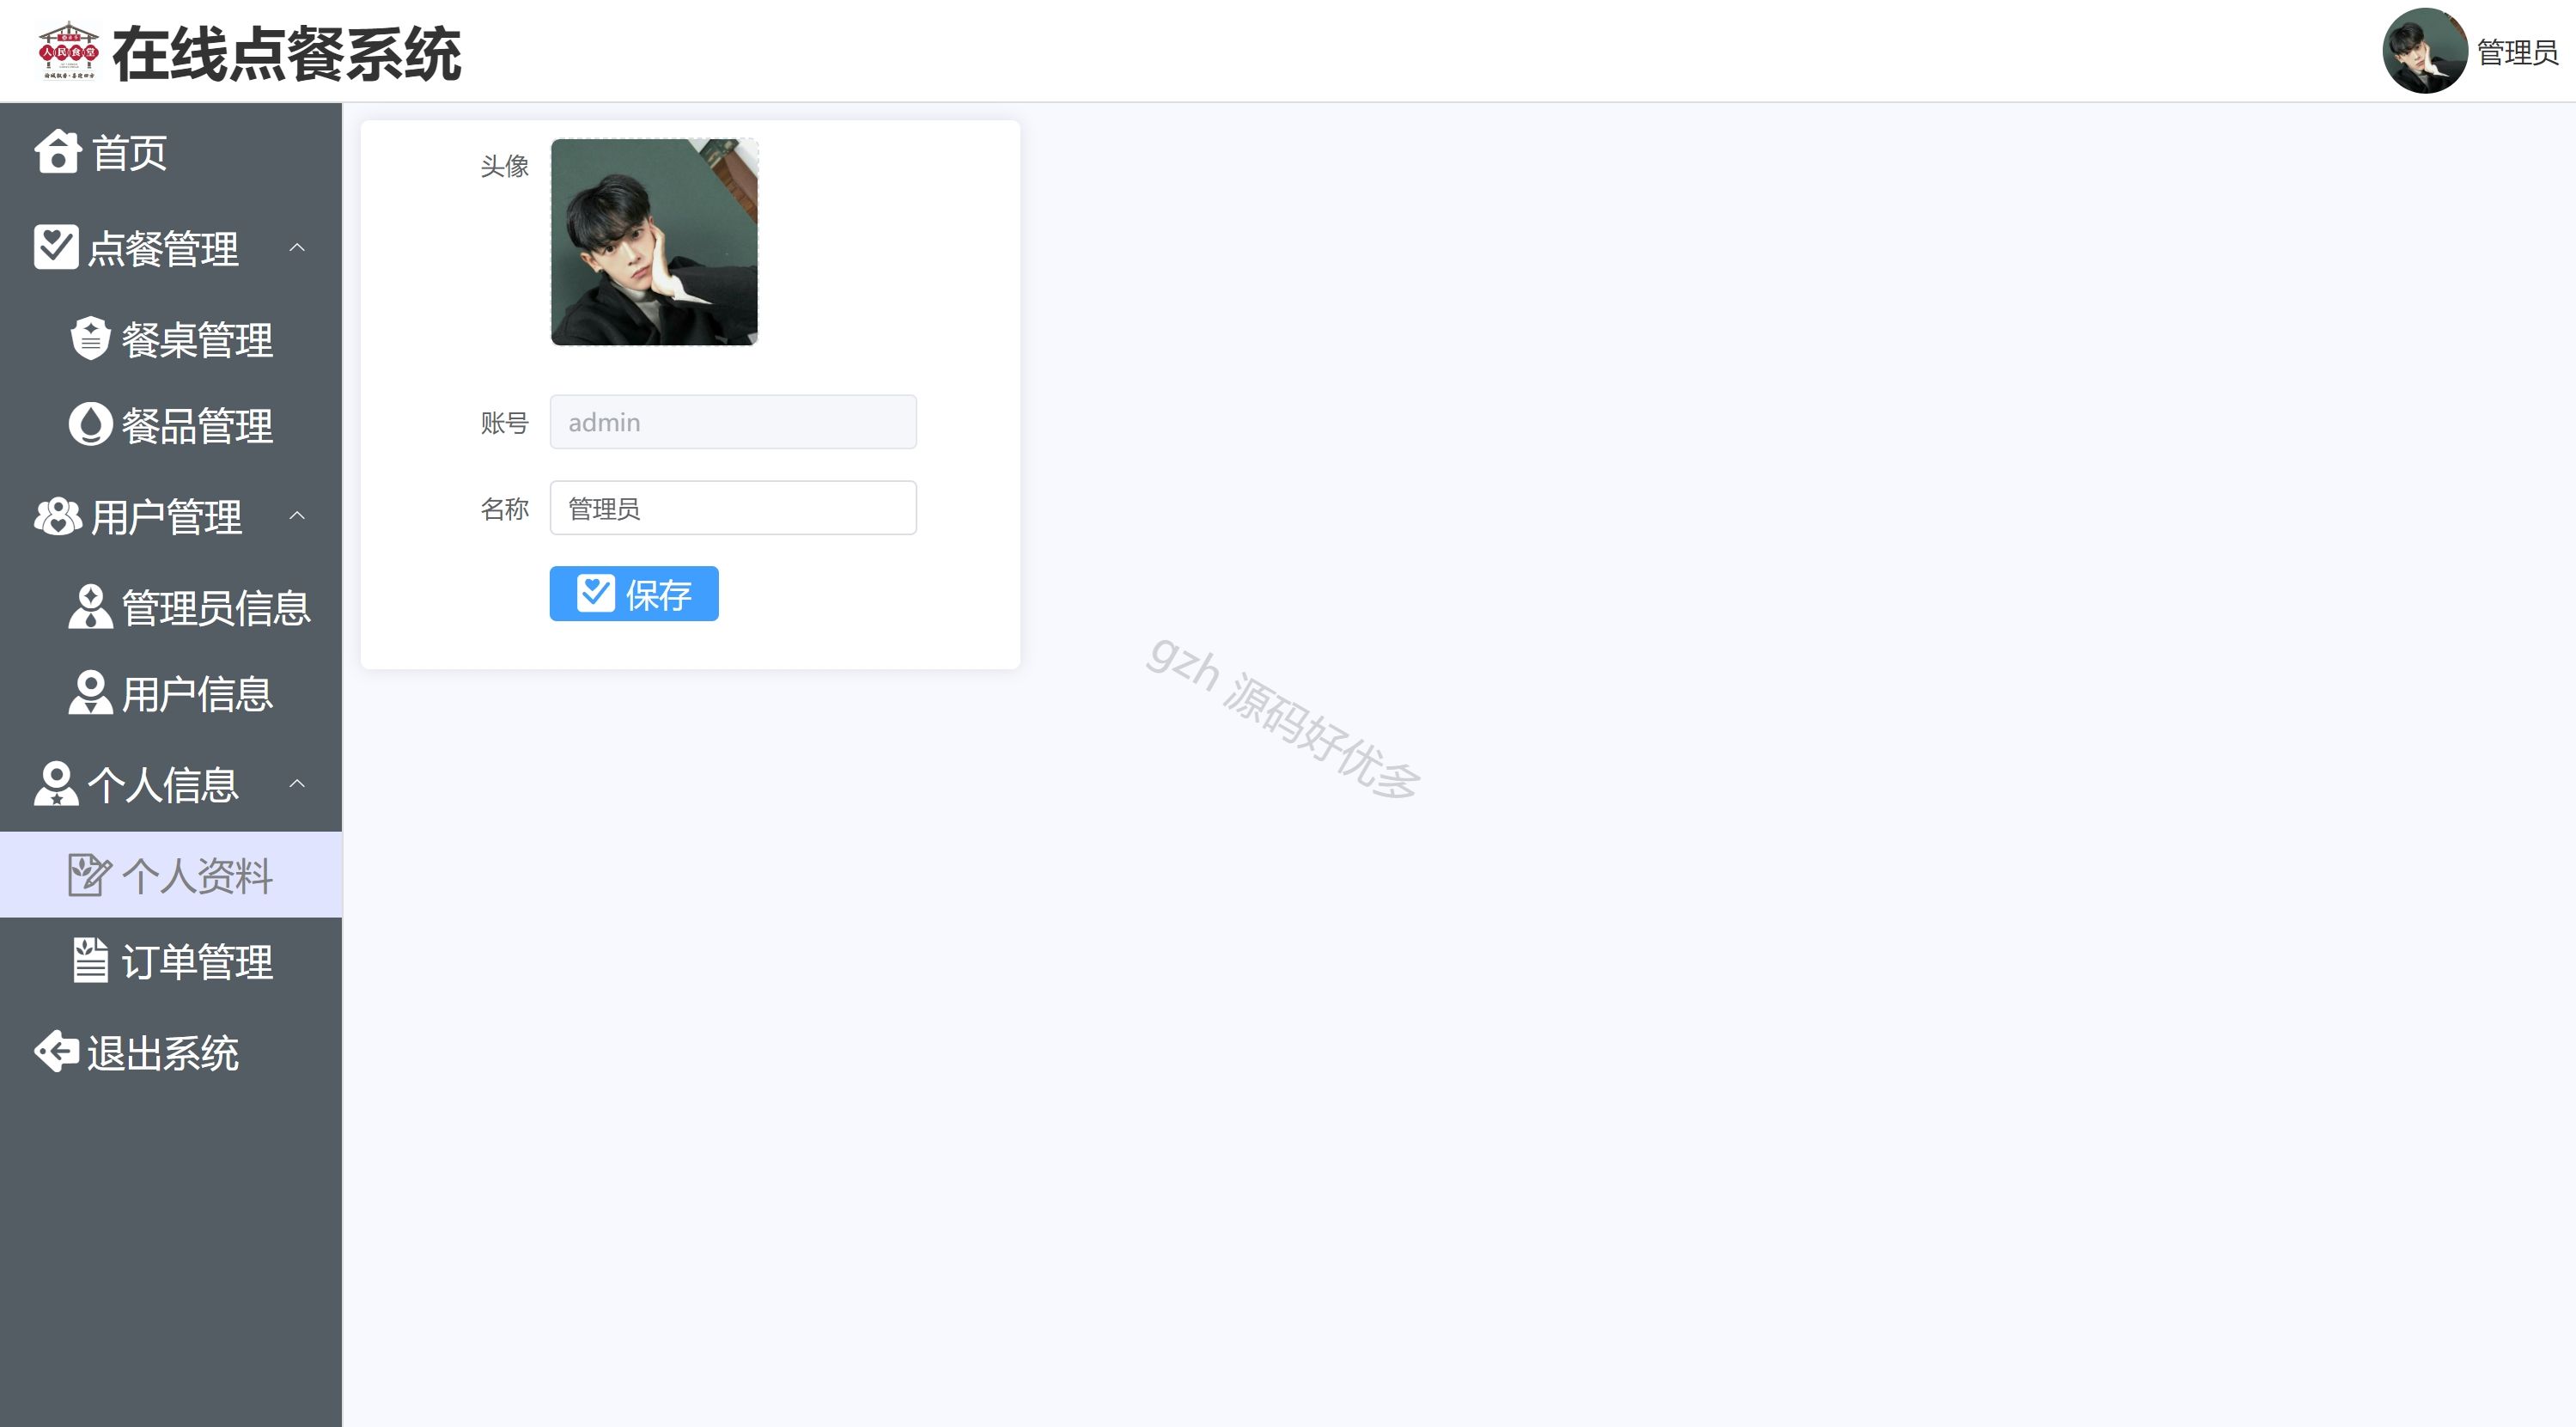 人民食堂
在线点餐系统
管理员
首页
点餐管理
餐桌管理
餐品管理
用户管理
管理员信息
用户信息
个人信息
个人资料
订单管理
退出系统
头像
账号
admin
名称
管理员
保存
gzh 源码好优多